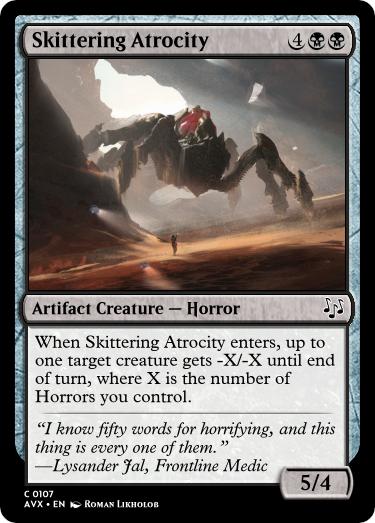 Skittering Atrocity 4
Artifact Creature — Horror
When Skittering Atrocity enters, up to
one target creature gets -X/-X until end
of turn, where X is the number of
Horrors you control.
“I know fifty words for horrifying, and this
thing is every one of them.”
—Lysander Jal, Frontline Medic
5/4
C 0107
AVX • EN Roman Likholob